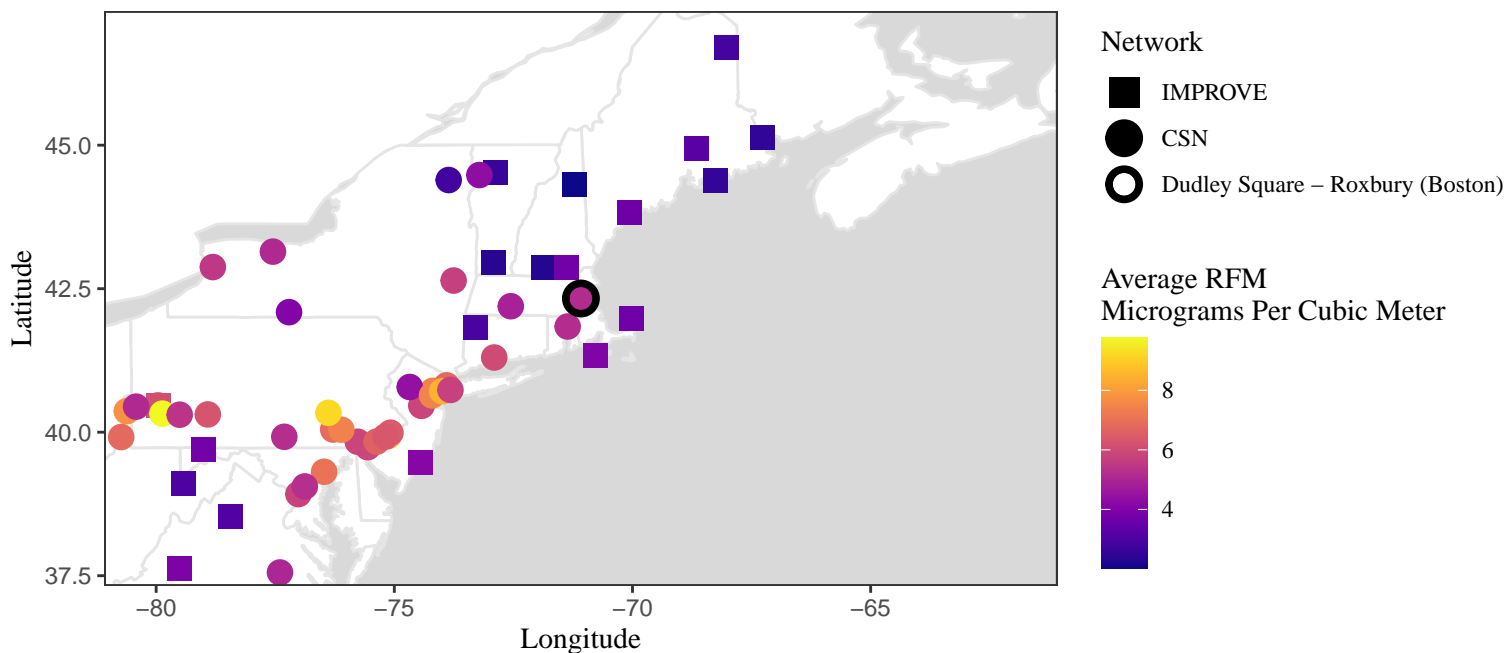 45.0
42.5
40.0
37.5
Latitude
−80
−75
−70
−65
Longitude
Network
IMPROVE
CSN
Dudley Square – Roxbury (Boston)
Average RFM
Micrograms Per Cubic Meter
8
6
4